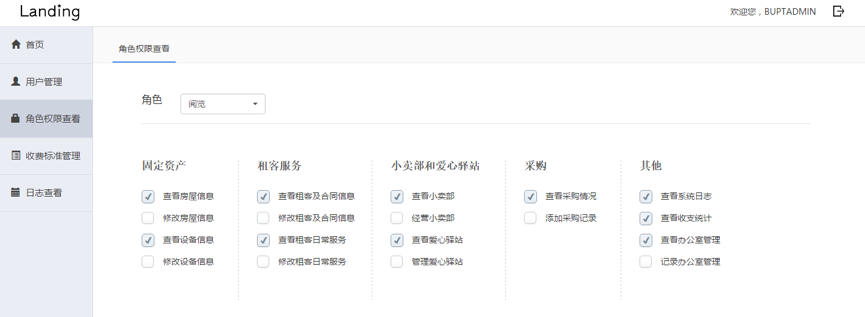 Landing
欢迎您，BUPTADMIN
首页
用户管理
角色权限查看
收费标准管理
日志查看
角色权限查看
角色
阅览
固定资产
查看房屋信息
修改房屋信息
查看设备信息
修改设备信息
租客服务
查看租客及合同信息
修改租客及合同信息
查看租客日常服务
修改租客日常服务
小卖部和爱心驿站
查看小卖部
经营小卖部
查看爱心驿站
管理爱心驿站
采购
查看采购情况
添加采购记录
其他
查看系统日志
查看收支统计
查看办公室管理
记录办公室管理